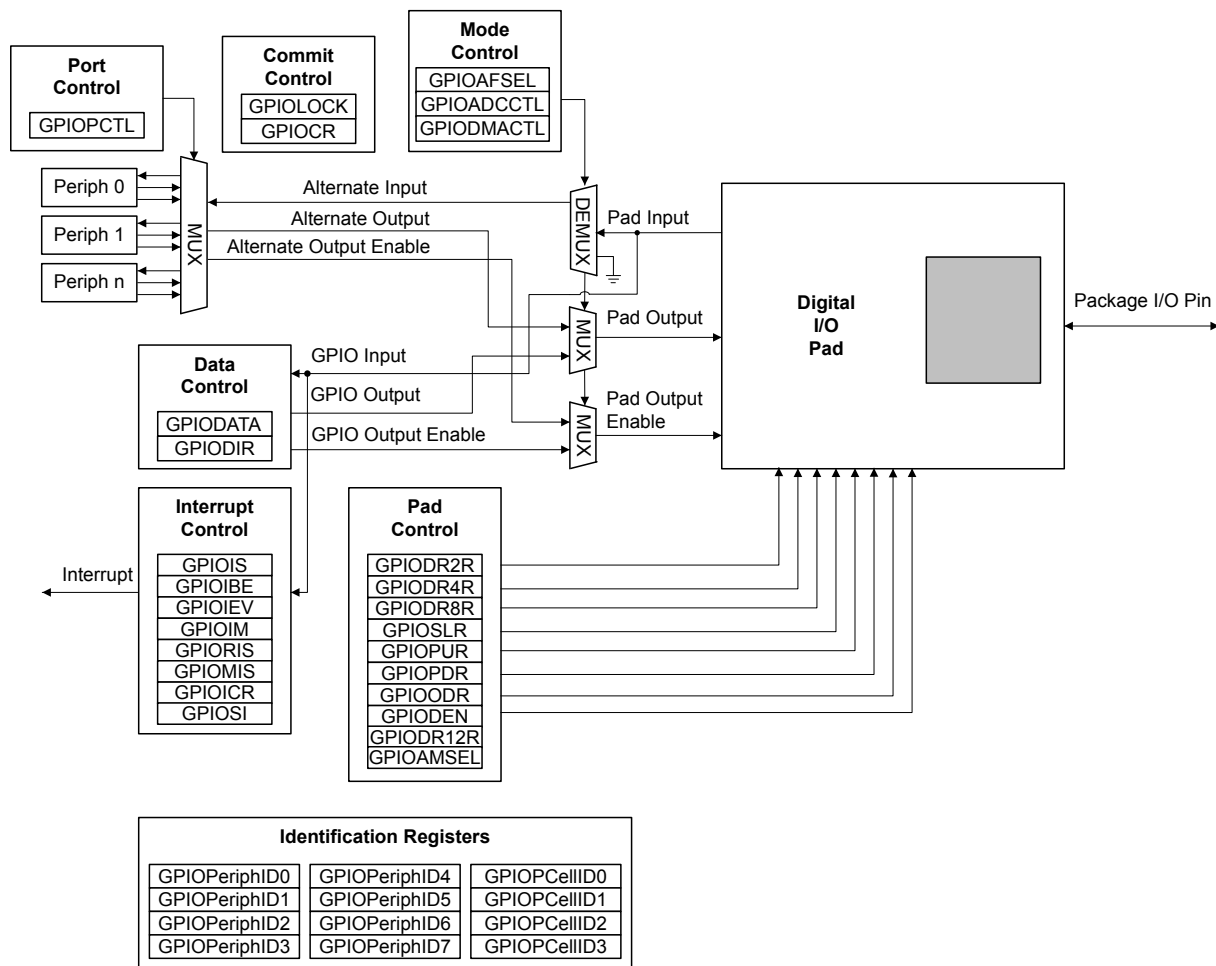 Port
Control
GPIOPCTL
Commit
Control
GPIOLOCK
GPIOCR
Mode
Control
GPIOAFSEL
GPIOADCCTL
GPIODMACTL
Periph 0
Periph 1
Periph n
MUX
Alternate Input
Alternate Output
Alternate Output Enable
DEMUX
Pad Input
MUX
Pad Output
MUX
Pad Output
Enable
Digital
I/O
Pad
Package I/O Pin
Data
Control
GPIODATA
GPIODIR
GPIO Input
GPIO Output
GPIO Output Enable
Interrupt
Control
GPIOIS
GPIOIBE
GPIOIEV
GPIOIM
GPIORIS
GPIOMIS
GPIOICR
GPIOSI
Interrupt
Pad
Control
GPIODR2R
GPIODR4R
GPIODR8R
GPIOSLR
GPIOPUR
GPIOPDR
GPIOODR
GPIODEN
GPIODR12R
GPIOAMSEL
Identification Registers
GPIOPeriphID0
GPIOPeriphID1
GPIOPeriphID2
GPIOPeriphID3
GPIOPeriphID4
GPIOPeriphID5
GPIOPeriphID6
GPIOPeriphID7
GPIOPCellID0
GPIOPCellID1
GPIOPCellID2
GPIOPCellID3